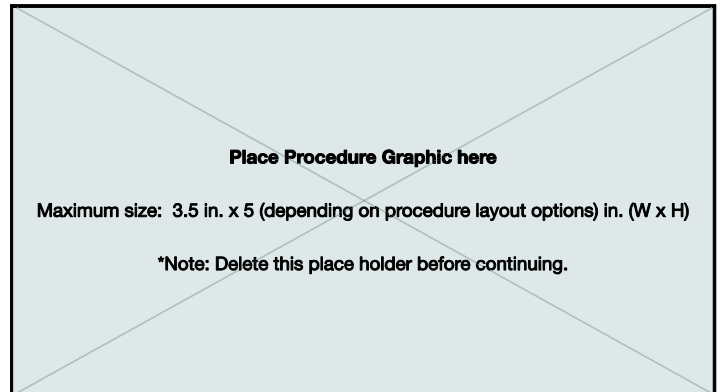 Place Procedure Graphic here
Maximum size:  3.5 in. x 5 (depending on procedure layout options) in. (W x H)
*Note: Delete this place holder before continuing.